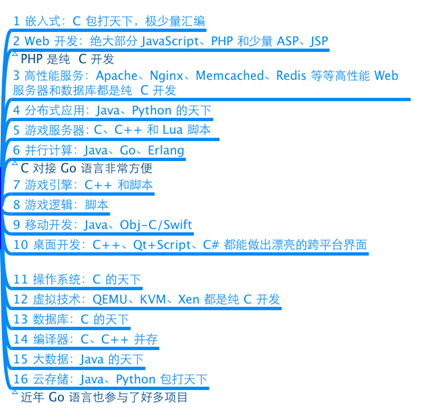 1 嵌入式：C 包打天下，极少量汇编
2 Web 开发：绝大部分 JavaScript、PHP 和少量 ASP、JSP
PHP 是纯 C 开发
3 高性能服务：Apache、Nginx、Memcached、Redis 等等高性能 Web
服务器和数据库都是纯 C 开发
4 分布式应用：Java、Python 的天下
5 游戏服务器: C、C++ 和 Lua 脚本
6 并行计算：Java、Go、Erlang
C 对接 Go 语言非常方便
7 游戏引擎：C++ 和脚本
8 游戏逻辑：脚本
9 移动开发：Java、Obj-C/Swift
10 桌面开发：C++、Qt+Script、C# 都能做出漂亮的跨平台界面
11 操作系统：C 的天下
12 虚拟技术：QEMU、KVM、Xen 都是纯 C 开发
13 数据库：C 的天下
14 编译器：C、C++ 并存
15 大数据：Java 的天下
16 云存储：Java、Python 包打天下
近年 Go 语言也参与了好多项目